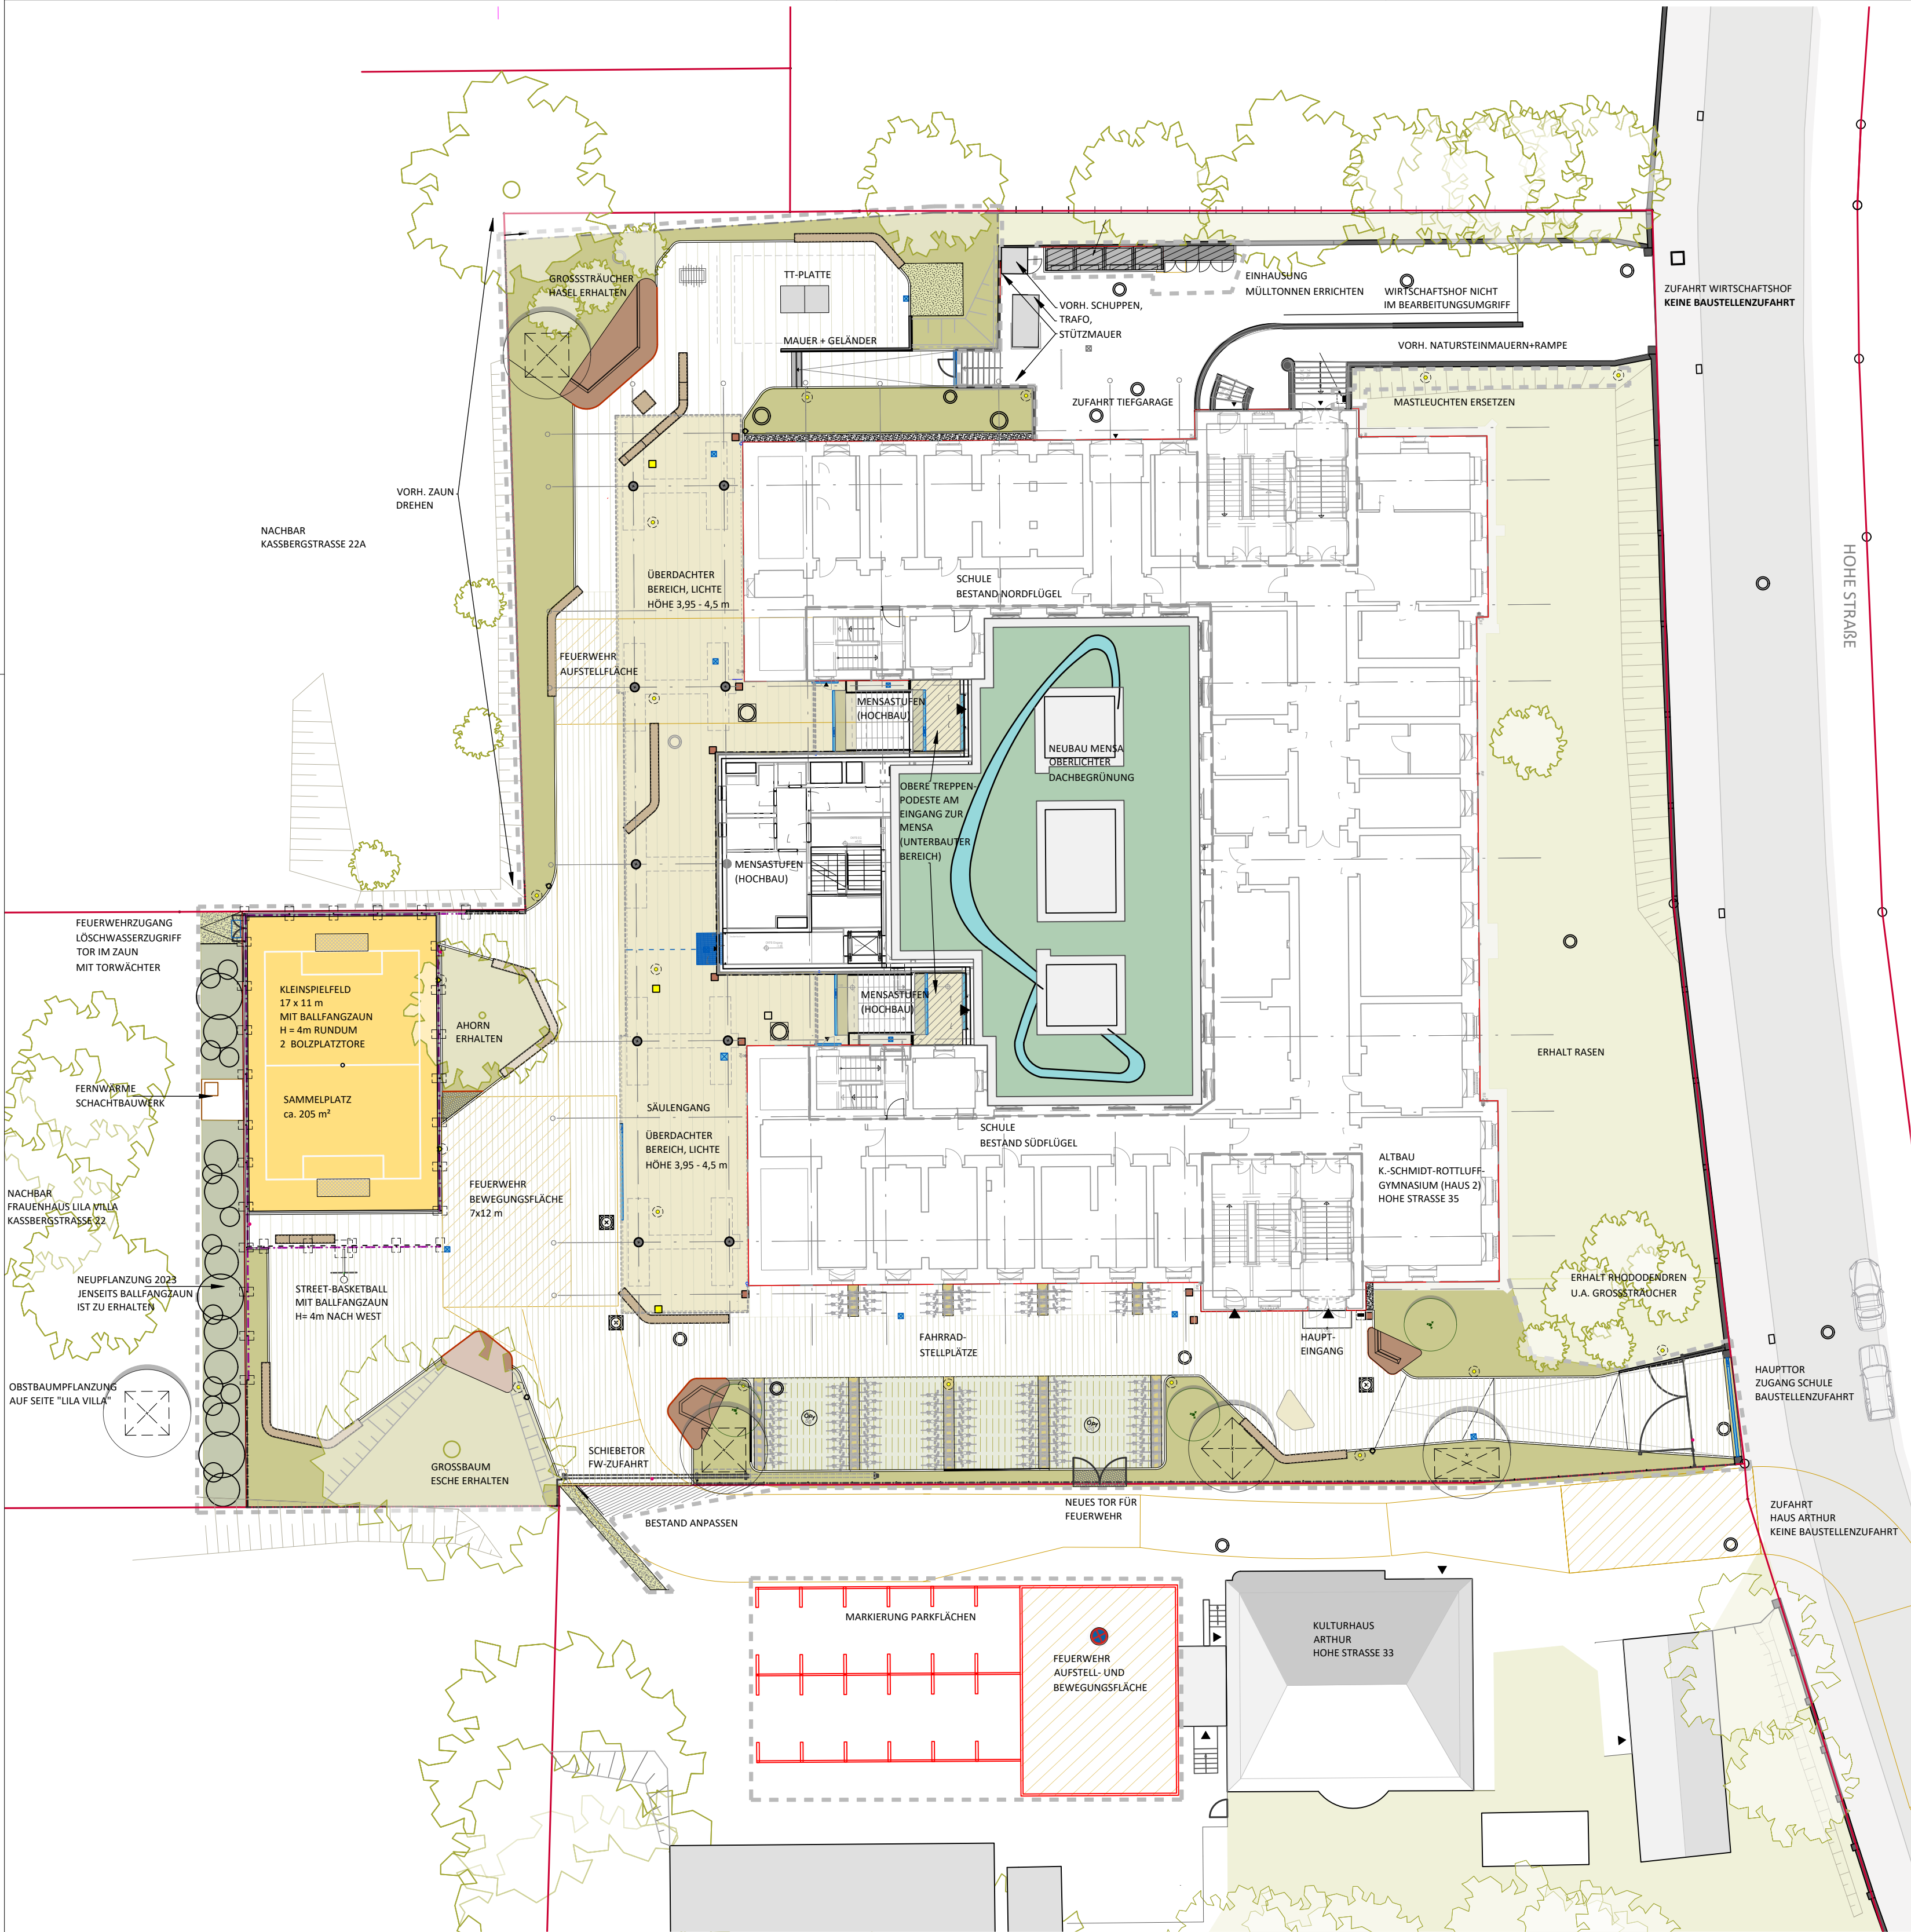 GROSSSTRÄUCHER
HASEL ERHALTEN
TT-PLATTE
MAUER + GELÄNDER
VORH. SCHUPPEN,
TRAFO,
STÜTZMAUER
EINHAUSUNG
MÜLLTONNEN ERRICHTEN
WIRTSCHAFTSHOF NICHT
IM BEARBEITUNGSUMGRIFF
ZUFAHRT WIRTSCHAFTSHOF
KEINE BAUSTELLENZUFAHRT
VORH. NATURSTEINMAUERN+RAMPE
ZUFAHRT TIEFGARAGE
MASTLEUCHTEN ERSETZEN
VORH. ZAUN
DREHEN
NACHBAR
KASSBERGSTRASSE 22A
HOHE STRAßE
ÜBERDACHTER
BEREICH, LICHTE
HÖHE 3,95 - 4,5 m
SCHULE
BESTAND NORDFLÜGEL
FEUERWEHR
AUFSTELLFLÄCHE
MENSASTUFEN
(HOCHBAU)
NEUBAU MENSA
OBERLICHTER
DACHBEGRÜNUNG
OBERE TREPPEN-
PODESTE AM
EINGANG ZUR
MENSA
(UNTERBAUTER
BEREICH)
MENSASTUFEN
(HOCHBAU)
FEUERWEHRZUGANG
LÖSCHWASSERZUGRIFF
TOR IM ZAUN
MIT TORWÄCHTER
KLEINSPIELFELD
17 x 11 m
MIT BALLFANGZAUN
H = 4m RUNDUM
2 BOLZPLATZTORE
AHORN
ERHALTEN
MENSASTUFEN
(HOCHBAU)
ERHALT RASEN
FERNWÄRME
SCHACHTBAUWERK
SAMMELPLATZ
ca. 205 m²
SÄULENGANG
ÜBERDACHTER
BEREICH, LICHTE
HÖHE 3,95 - 4,5 m
SCHULE
BESTAND SÜDFLÜGEL
ALTBAU
K.-SCHMIDT-ROTTLUFF-
GYMNASIUM (HAUS 2)
HOHE STRASSE 35
NACHBAR
FRAUENHAUS LILA VILLA
KASSBERGSTRASSE 22
FEUERWEHR
BEWEGUNGSFLÄCHE
7x12 m
NEUPFLANZUNG 2023
JENSEITS BALLFANGZAUN
IST ZU ERHALTEN
STREET-BASKETBALL
MIT BALLFANGZAUN
H= 4m NACH WEST
ERHALT RHODODENDREN
U.A. GROSSSTRÄUCHER
FAHRRAD-
STELLPLÄTZE
HAUPT-
EINGANG
HAUPTTOR
ZUGANG SCHULE
BAUSTELLENZUFAHRT
OBSTBAUMPFLANZUNG
AUF SEITE "LILA VILLA"
GROSSBAUM
ESCHE ERHALTEN
SCHIEBETOR
FW-ZUFAHRT
BESTAND ANPASSEN
NEUES TOR FÜR
FEUERWEHR
ZUFAHRT
HAUS ARTHUR
KEINE BAUSTELLENZUFAHRT
MARKIERUNG PARKFLÄCHEN
FEUERWEHR
AUFSTELL- UND
BEWEGUNGSFLÄCHE
KULTURHAUS
ARTHUR
HOHE STRASSE 33